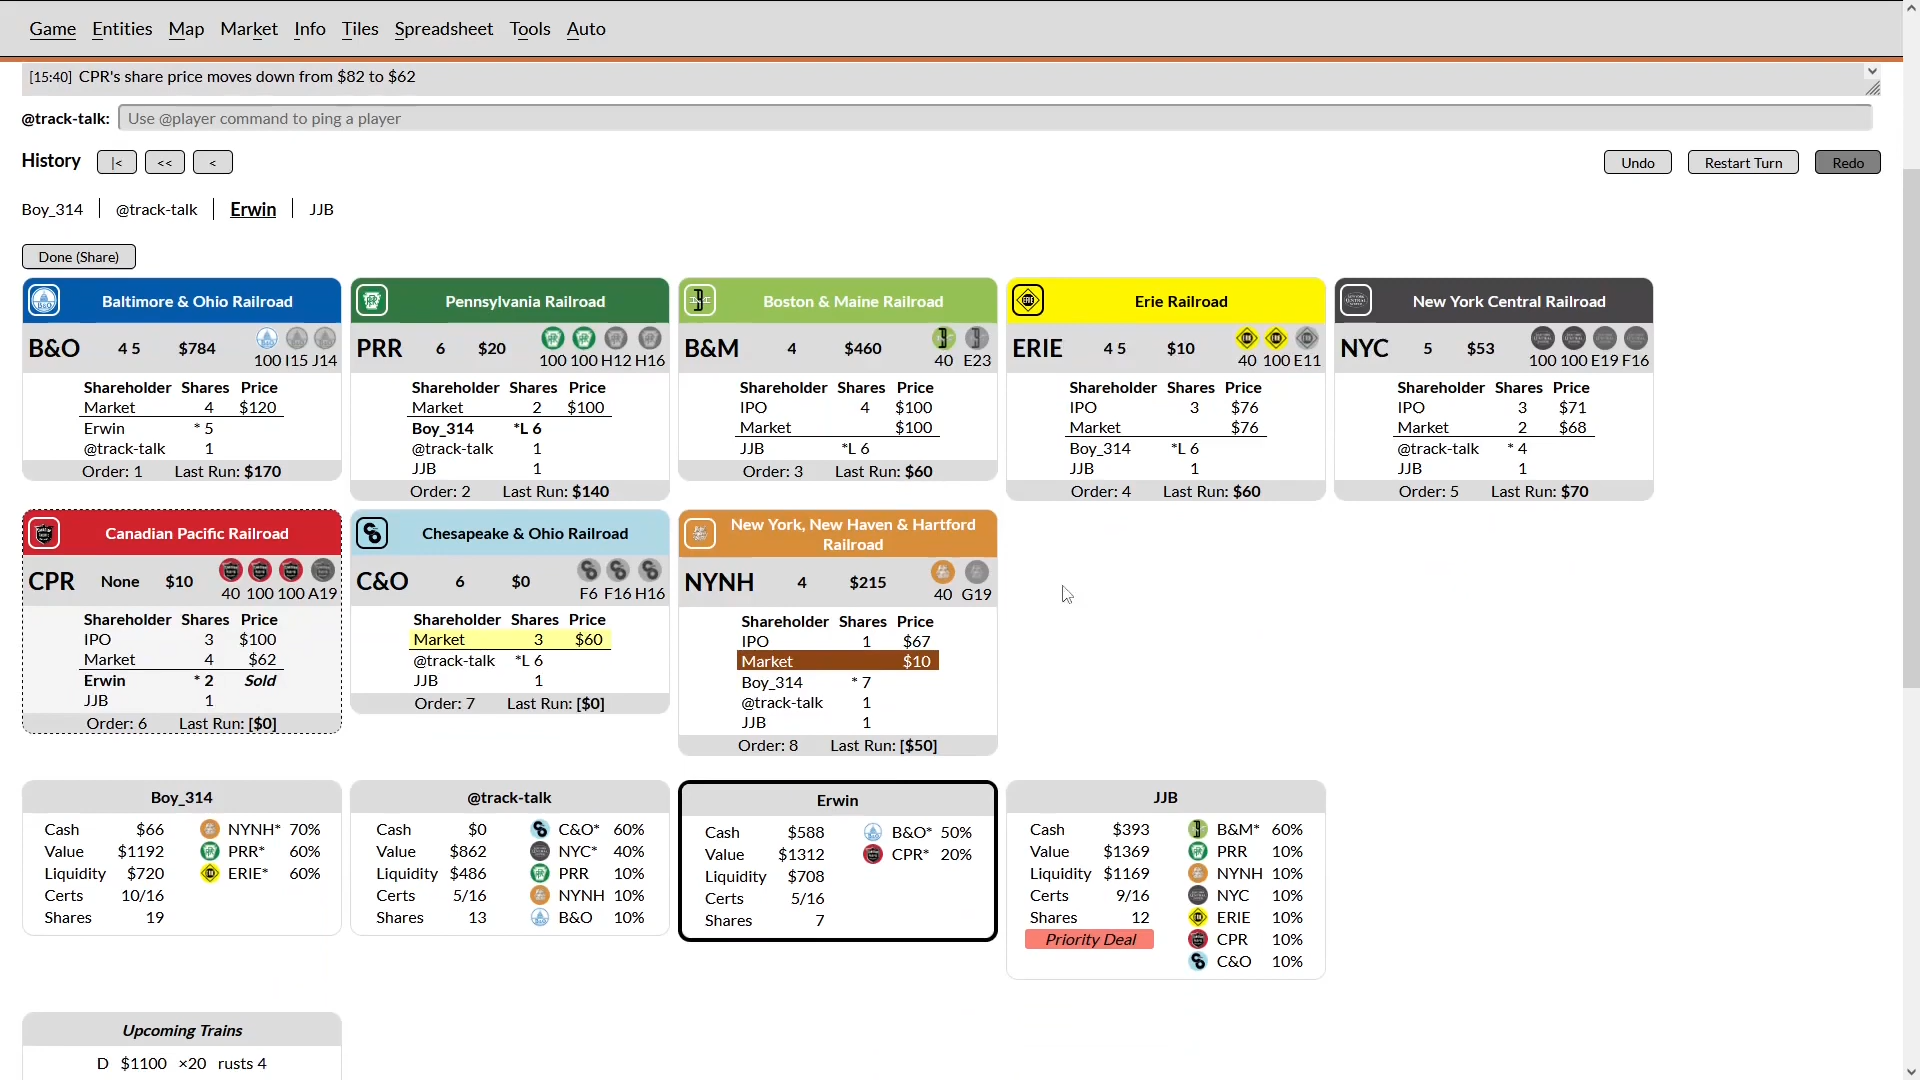 Game Entities Map Market Info Tiles Spreadsheet Tools Auto
[15:40] CPR's share price moves down from $82 to $62
@track-talk: Use @player command to ping a player
History |< << < Undo Restart Turn Redo
Boy_314 @track-talk Erwin JJB
Done (Share)
Baltimore & Ohio Railroad
B&O 4 5 $784 100 I15 J14
Shareholder Shares Price
Market 4 $120
Erwin * 5
@track-talk 1
Order: 1 Last Run: $170
Pennsylvania Railroad
PRR 6 $20 100 100 H12 H16
Shareholder Shares Price
Market 2 $100
Boy_314 *L 6
@track-talk 1
JJB 1
Order: 2 Last Run: $140
Boston & Maine Railroad
B&M 4 $460 40 E23
Shareholder Shares Price
IPO 4 $100
Market $100
JJB *L 6
Order: 3 Last Run: $60
Erie Railroad
ERIE 4 5 $10 40 100 E11
Shareholder Shares Price
IPO 3 $76
Market $76
Boy_314 *L 6
JJB 1
Order: 4 Last Run: $60
New York Central Railroad
NYC 5 $53 100 100 E19 F16
Shareholder Shares Price
IPO 3 $71
Market 2 $68
@track-talk * 4
JJB 1
Order: 5 Last Run: $70
Canadian Pacific Railroad
CPR None $10 40 100 100 A19
Shareholder Shares Price
IPO 3 $100
Market 4 $62
Erwin * 2 Sold
JJB 1
Order: 6 Last Run: [$0]
Chesapeake & Ohio Railroad
C&O 6 $0 F6 F16 H16
Shareholder Shares Price
Market 3 $60
@track-talk *L 6
JJB 1
Order: 7 Last Run: [$0]
New York, New Haven & Hartford
Railroad
NYNH 4 $215 40 G19
Shareholder Shares Price
IPO 1 $67
Market $10
Boy_314 * 7
@track-talk 1
JJB 1
Order: 8 Last Run: [$50]
Boy_314
Cash $66 NYNH* 70%
Value $1192 PRR* 60%
Liquidity $720 ERIE* 60%
Certs 10/16
Shares 19
@track-talk
Cash $0 C&O* 60%
Value $862 NYC* 40%
Liquidity $486 PRR 10%
Certs 5/16 NYNH 10%
Shares 13 B&O 10%
Erwin
Cash $588 B&O* 50%
Value $1312 CPR* 20%
Liquidity $708
Certs 5/16
Shares 7
JJB
Cash $393 B&M* 60%
Value $1369 PRR 10%
Liquidity $1169 NYNH 10%
Certs 9/16 NYC 10%
Shares 12 ERIE 10%
Priority Deal CPR 10%
C&O 10%
Upcoming Trains
D $1100 ×20 rusts 4